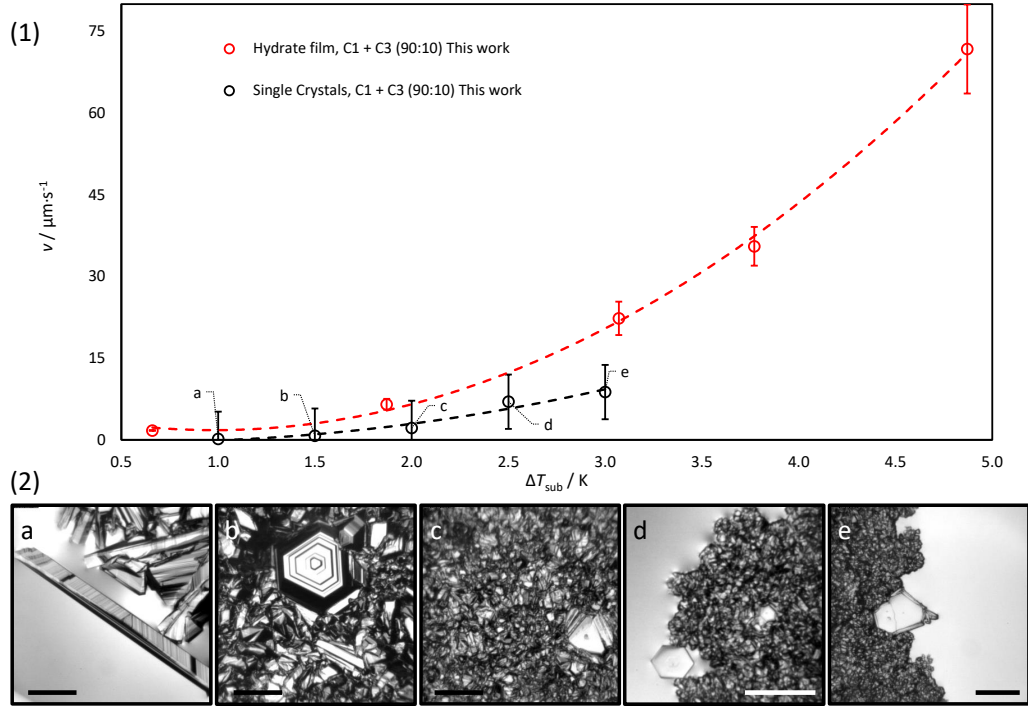 (1)
75
60
45
30
15
0
v / μm·s⁻¹
Hydrate film, C1 + C3 (90:10) This work
Single Crystals, C1 + C3 (90:10) This work
a
b
c
d
e
0.5 1.0 1.5 2.0 2.5 3.0 3.5 4.0 4.5 5.0
ΔTsub / K
(2)
a b c d e